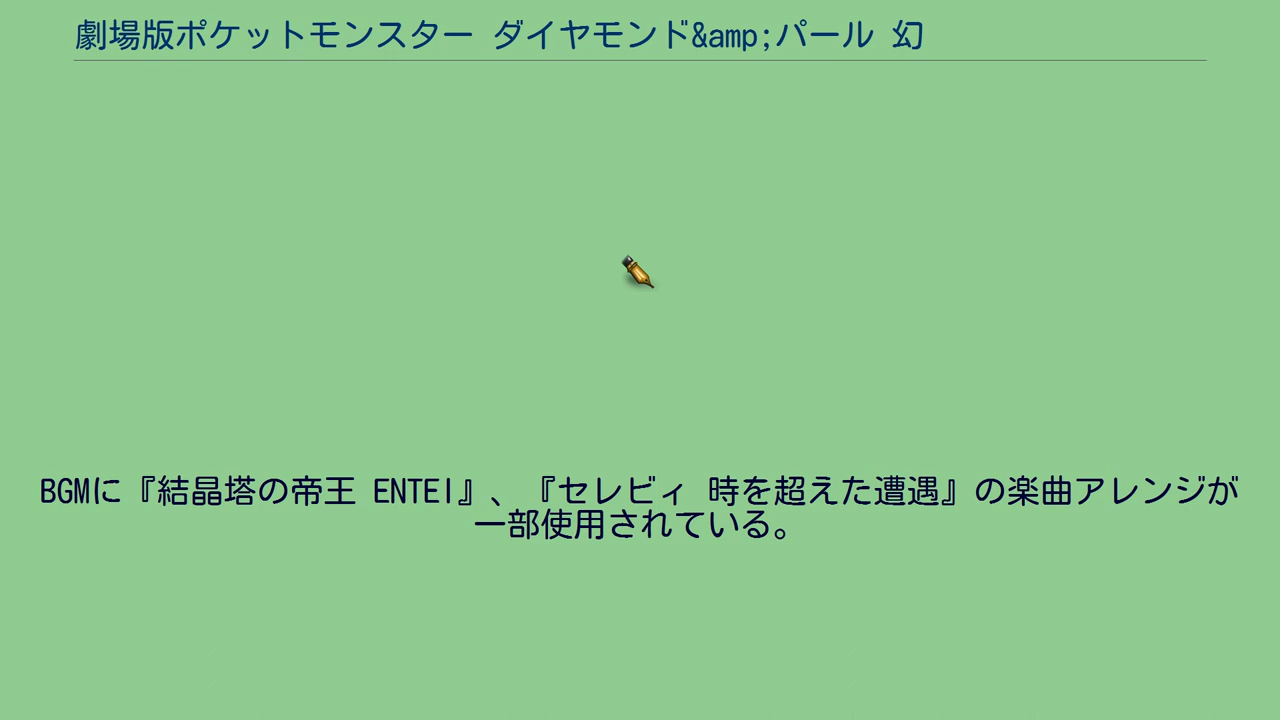 劇場版ポケットモンスター ダイヤモンド&amp;パール 幻
BGMに『結晶塔の帝王 ENTEI』、『セレビィ 時を超えた遭遇』の楽曲アレンジが
一部使用されている。